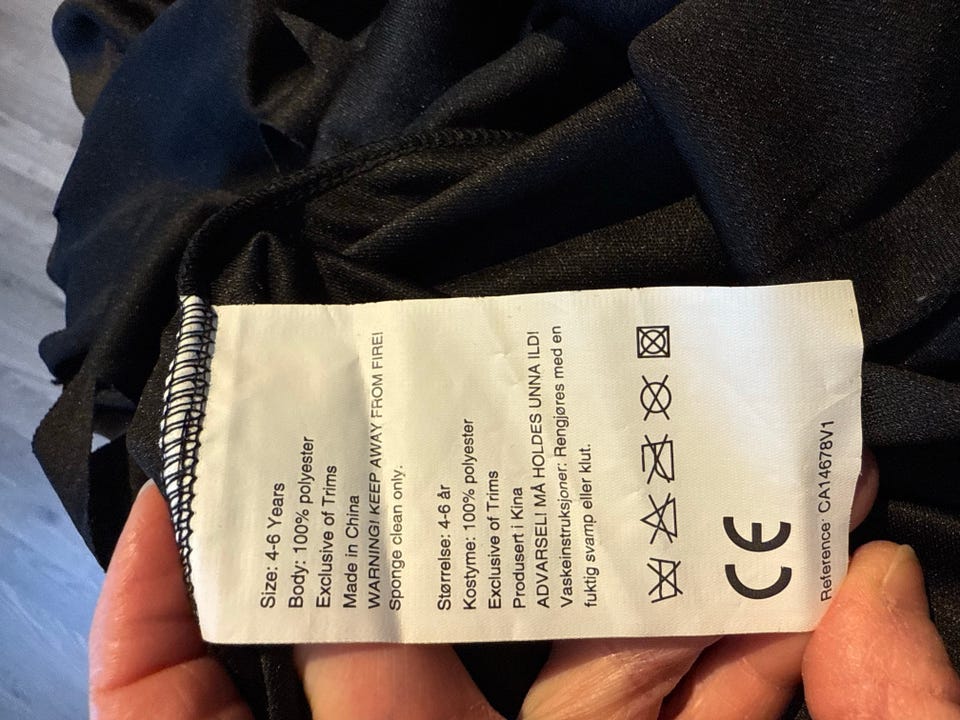 Size: 4-6 Years
Body: 100% polyester
Exclusive of Trims
Made in China
WARNING! KEEP AWAY FROM FIRE!
Sponge clean only.
Størrelse: 4-6 år
Kostyme: 100% polyester
Exclusive of Trims
Produsert i Kina
ADVARSEL! MÅ HOLDES UNNA ILD!
Vaskeinstruksjoner: Rengjøres med en
fuktig svamp eller klut.
CE
Reference: CA14678V1